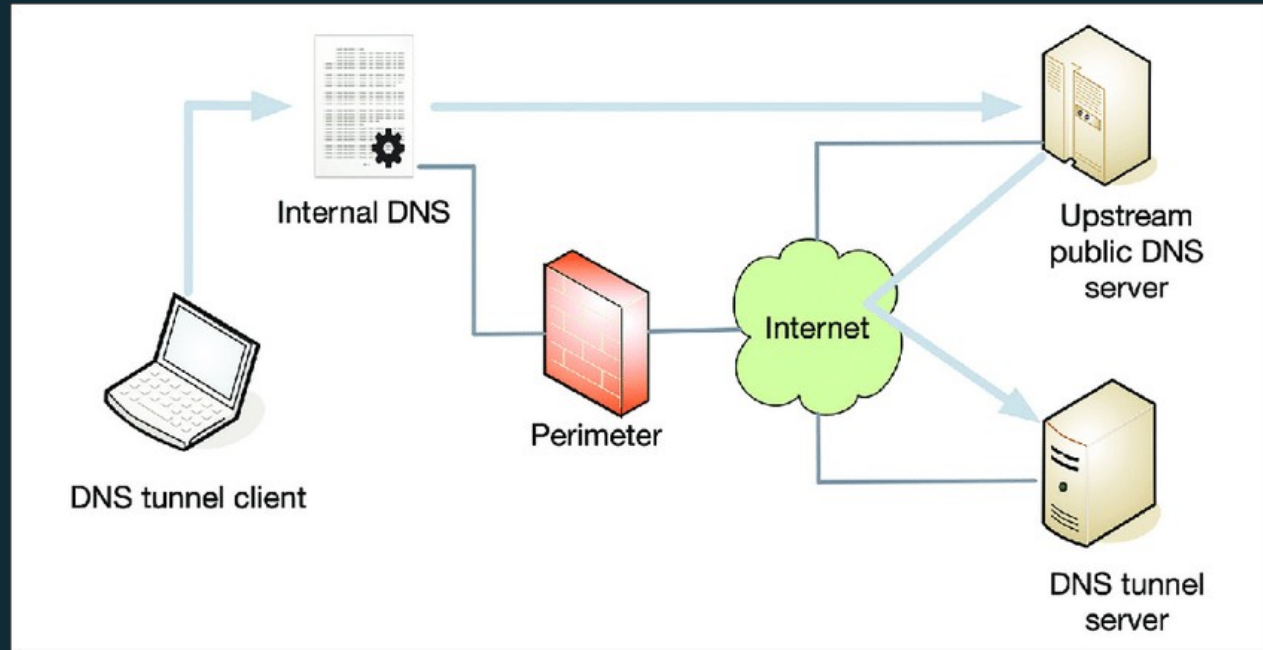 Internal DNS
Upstream
public DNS
server
Internet
Perimeter
DNS tunnel client
DNS tunnel
server